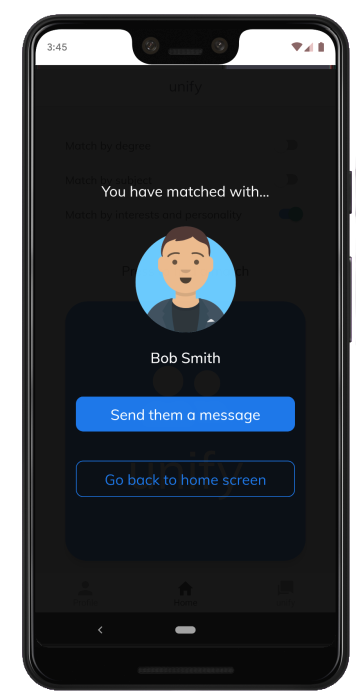 3:45
unify
Match by degree
Match by subject
You have matched with...
Match by interests and personality
Bob Smith
Send them a message
unify
Go back to home screen
Home